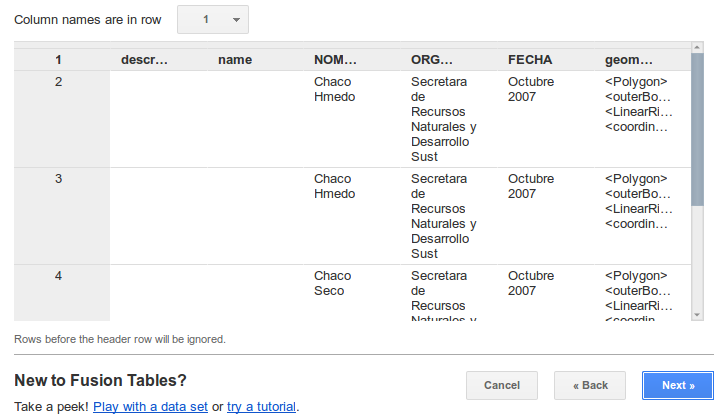 Column names are in row 1
1 descr… name NOM… ORG… FECHA geom…
2 Chaco Secretara Octubre <Polygon>
Hmedo de 2007 <outerBo…
Recursos <LinearRi…
Naturales y <coordin…
Desarrollo
Sust
3 Chaco Secretara Octubre <Polygon>
Hmedo de 2007 <outerBo…
Recursos <LinearRi…
Naturales y <coordin…
Desarrollo
Sust
4 Chaco Secretara Octubre <Polygon>
Seco de 2007 <outerBo…
Recursos <LinearRi…
Naturales y <coordin…
Rows before the header row will be ignored.
New to Fusion Tables?
Cancel « Back Next »
Take a peek! Play with a data set or try a tutorial.